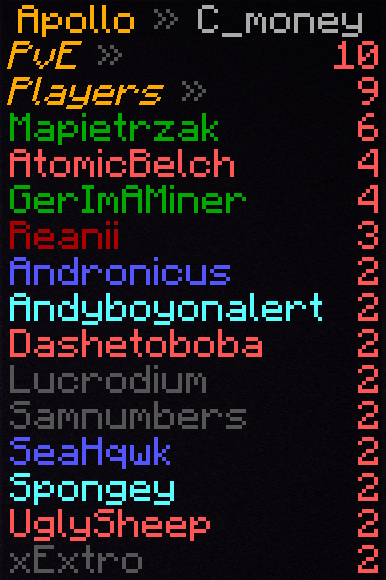 Apollo » C_money
PvE » 10
Players » 9
Mapietrzak 6
AtomicBelch 4
GerImAMiner 4
Reanii 3
Andronicus 2
Andyboyonalert 2
Dashetoboba 2
Lucrodium 2
Samnumbers 2
SeaHqwk 2
Spongey 2
UglySheep 2
xExtro 2